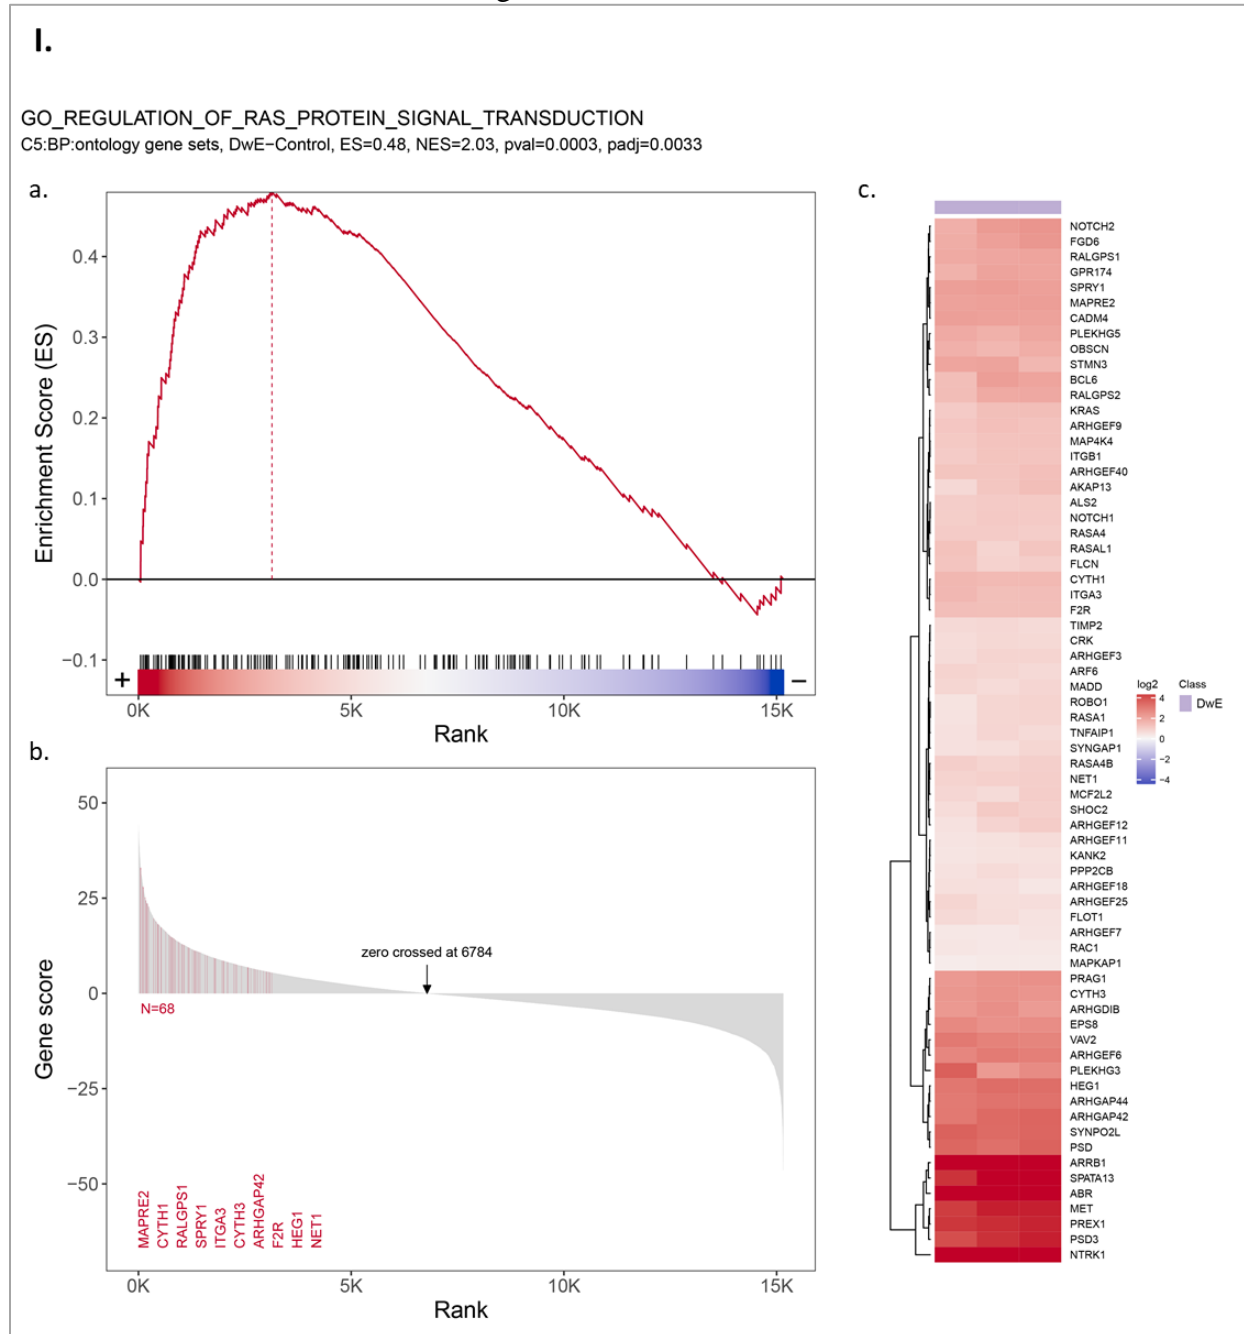 I.
GO_REGULATION_OF_RAS_PROTEIN_SIGNAL_TRANSDUCTION
C5:BP:ontology gene sets, DwE−Control, ES=0.48, NES=2.03, pval=0.0003, padj=0.0033
a.
Enrichment Score (ES)
0.4
0.3
0.2
0.1
0.0
−0.1
+
−
0K
5K
10K
15K
Rank
b.
Gene score
50
25
0
−25
−50
zero crossed at 6784
N=68
MAPRE2
CYTH1
RALGPS1
SPRY1
ITGA3
CYTH3
ARHGAP42
F2R
HEG1
NET1
0K
5K
10K
15K
Rank
c.
NOTCH2
FGD6
RALGPS1
GPR174
SPRY1
MAPRE2
CADM4
PLEKHG5
OBSCN
STMN3
BCL6
RALGPS2
KRAS
ARHGEF9
MAP4K4
ITGB1
ARHGEF40
AKAP13
ALS2
NOTCH1
RASA4
RASAL1
FLCN
CYTH1
ITGA3
F2R
TIMP2
CRK
ARHGEF3
ARF6
MADD
ROBO1
RASA1
TNFAIP1
SYNGAP1
RASA4B
NET1
MCF2L2
SHOC2
ARHGEF12
ARHGEF11
KANK2
PPP2CB
ARHGEF18
ARHGEF25
FLOT1
ARHGEF7
RAC1
MAPKAP1
PRAG1
CYTH3
ARHGDIB
EPS8
VAV2
ARHGEF6
PLEKHG3
HEG1
ARHGAP44
ARHGAP42
SYNPO2L
PSD
ARRB1
SPATA13
ABR
MET
PREX1
PSD3
NTRK1
log2
4
2
0
−2
−4
Class
DwE